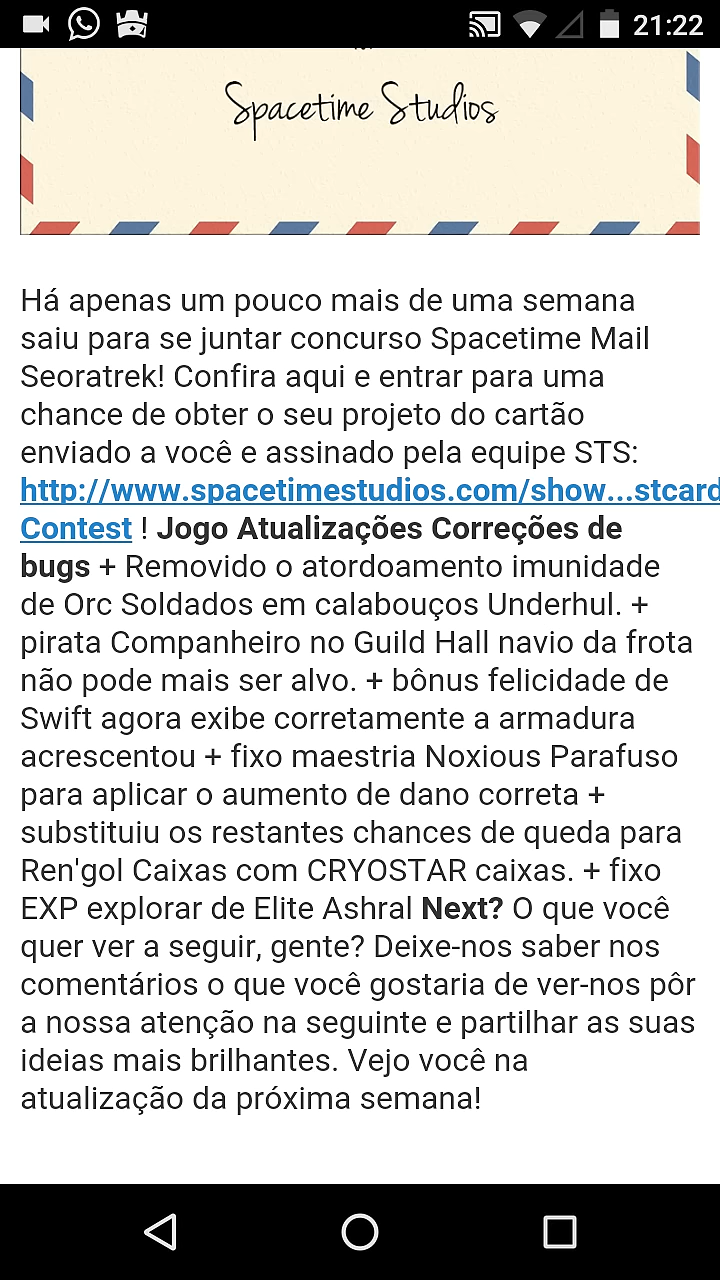 21:22
Spacetime Studios
Há apenas um pouco mais de uma semana
saiu para se juntar concurso Spacetime Mail
Seoratrek! Confira aqui e entrar para uma
chance de obter o seu projeto do cartão
enviado a você e assinado pela equipe STS:
http://www.spacetimestudios.com/show...stcard
Contest ! Jogo Atualizações Correções de
bugs + Removido o atordoamento imunidade
de Orc Soldados em calabouços Underhul. +
pirata Companheiro no Guild Hall navio da frota
não pode mais ser alvo. + bônus felicidade de
Swift agora exibe corretamente a armadura
acrescentou + fixo maestria Noxious Parafuso
para aplicar o aumento de dano correta +
substituiu os restantes chances de queda para
Ren'gol Caixas com CRYOSTAR caixas. + fixo
EXP explorar de Elite Ashral Next? O que você
quer ver a seguir, gente? Deixe-nos saber nos
comentários o que você gostaria de ver-nos pôr
a nossa atenção na seguinte e partilhar as suas
ideias mais brilhantes. Vejo você na
atualização da próxima semana!